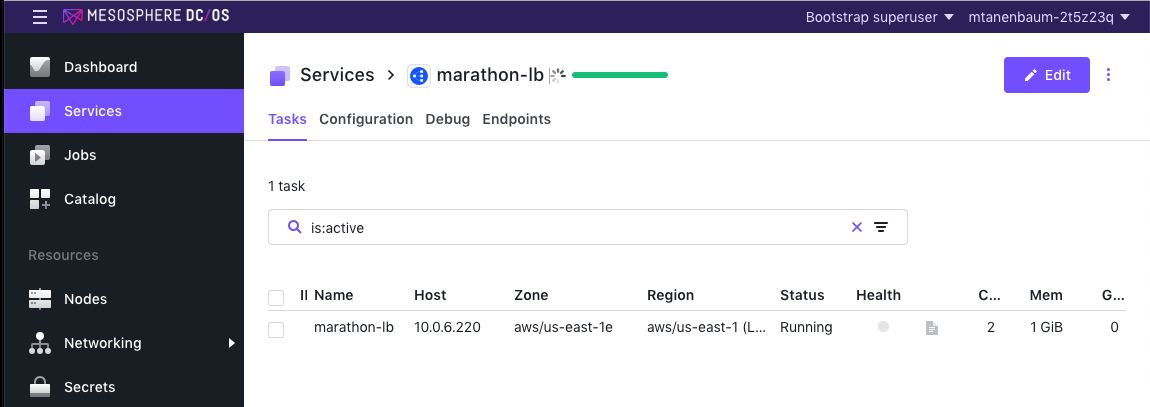 MESOSPHERE DC/OS
Bootstrap superuser
mtanenbaum-2t5z23q
Dashboard
Services
Jobs
Catalog
Resources
Nodes
Networking
Secrets
Services > marathon-lb
Edit
Tasks Configuration Debug Endpoints
1 task
is:active
Name Host Zone Region Status Health C... Mem G...
marathon-lb 10.0.6.220 aws/us-east-1e aws/us-east-1 (L... Running 2 1 GiB 0